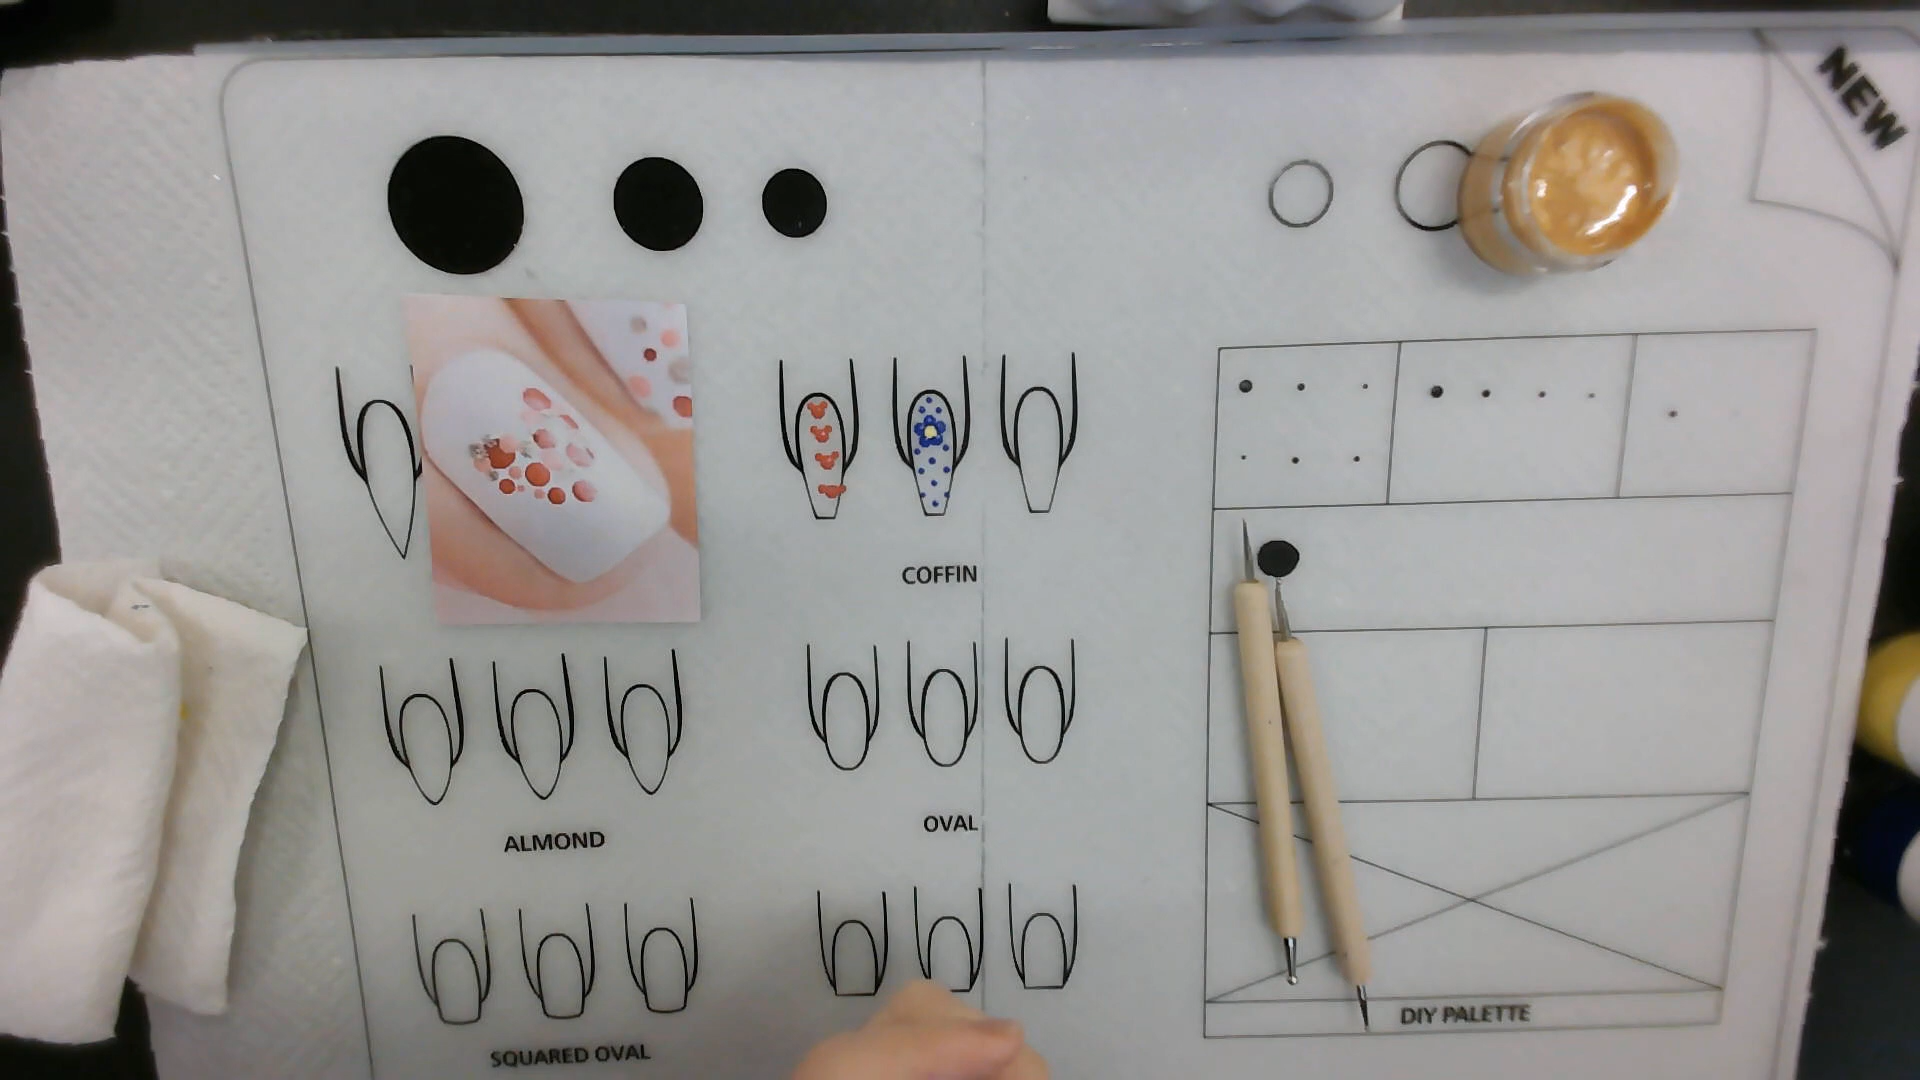 NEW
COFFIN
ALMOND
OVAL
SQUARED OVAL
DIY PALETTE